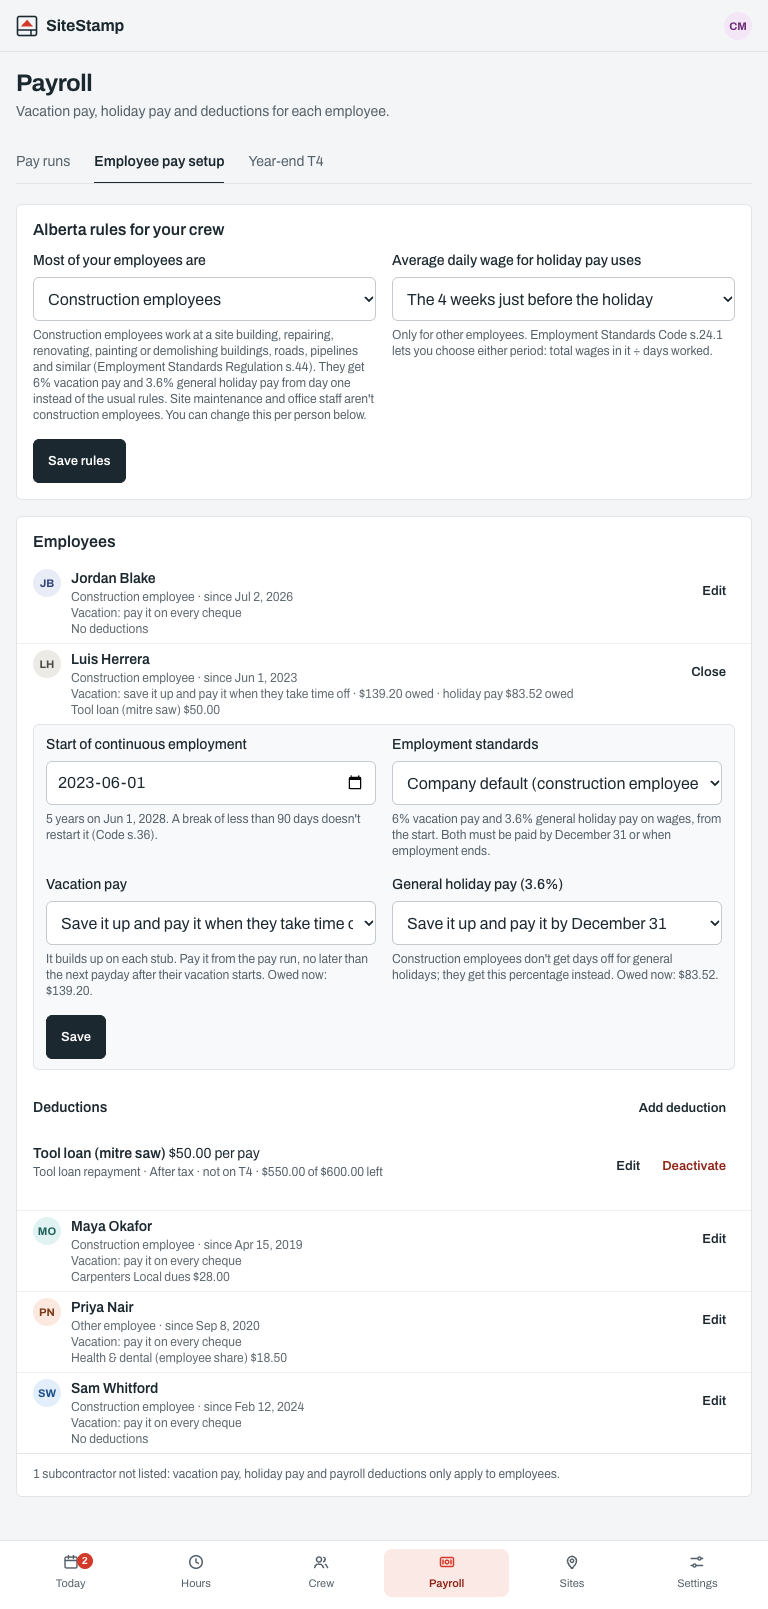 SiteStamp
CM
Payroll
Vacation pay, holiday pay and deductions for each employee.
Pay runs
Employee pay setup
Year-end T4
Alberta rules for your crew
Most of your employees are
Construction employees
Construction employees work at a site building, repairing,
renovating, painting or demolishing buildings, roads, pipelines
and similar (Employment Standards Regulation s.44). They get
6% vacation pay and 3.6% general holiday pay from day one
instead of the usual rules. Site maintenance and office staff aren't
construction employees. You can change this per person below.
Average daily wage for holiday pay uses
The 4 weeks just before the holiday
Only for other employees. Employment Standards Code s.24.1
lets you choose either period: total wages in it ÷ days worked.
Save rules
Employees
JB
Jordan Blake
Construction employee · since Jul 2, 2026
Vacation: pay it on every cheque
No deductions
Edit
LH
Luis Herrera
Construction employee · since Jun 1, 2023
Vacation: save it up and pay it when they take time off · $139.20 owed · holiday pay $83.52 owed
Tool loan (mitre saw) $50.00
Close
Start of continuous employment
2023-06-01
5 years on Jun 1, 2028. A break of less than 90 days doesn't
restart it (Code s.36).
Employment standards
Company default (construction employee
6% vacation pay and 3.6% general holiday pay on wages, from
the start. Both must be paid by December 31 or when
employment ends.
Vacation pay
Save it up and pay it when they take time o
It builds up on each stub. Pay it from the pay run, no later than
the next payday after their vacation starts. Owed now:
$139.20.
General holiday pay (3.6%)
Save it up and pay it by December 31
Construction employees don't get days off for general
holidays; they get this percentage instead. Owed now: $83.52.
Save
Deductions
Add deduction
Tool loan (mitre saw) $50.00 per pay
Tool loan repayment · After tax · not on T4 · $550.00 of $600.00 left
Edit
Deactivate
MO
Maya Okafor
Construction employee · since Apr 15, 2019
Vacation: pay it on every cheque
Carpenters Local dues $28.00
Edit
PN
Priya Nair
Other employee · since Sep 8, 2020
Vacation: pay it on every cheque
Health & dental (employee share) $18.50
Edit
SW
Sam Whitford
Construction employee · since Feb 12, 2024
Vacation: pay it on every cheque
No deductions
Edit
1 subcontractor not listed: vacation pay, holiday pay and payroll deductions only apply to employees.
2
Today
Hours
Crew
Payroll
Sites
Settings